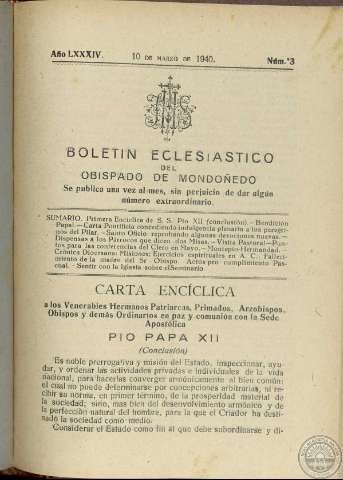 Año LXXXIV. 10 DE MARZO DE 1940. Núm. 3
BOLETIN ECLESIASTICO
DEL
OBISPADO DE MONDOÑEDO
Se publica una vez al mes, sin perjuicio de dar algún
número extraordinario.
SUMARIO. Primera Encíclica de S. S. Pío XII (conclusión).—Bendición
Papal.—Carta Pontificia concediendo indulgencia plenaria a los peregri-
nos del Pilar.—Santo Oficio reprobando algunas devociones nuevas.—
Dispensas a los Párrocos que dicen dos Misas.—Visita Pastoral—Pun-
tos para las conferencias del Clero en Mayo.—Montepío-Hermandad.—
Crónica Diocesana: Misiones; Ejercicios espirituales en A. C.; Falleci-
miento de la madre del Sr Obispo. Actos pro cumplimiento Pas-
cual.—Sentir con la Iglesia sobre el Seminario
CARTA ENCÍCLICA
a los Venerables Hermanos Patriarcas, Primados, Arzobispos,
Obispos y demás Ordinarios en paz y comunión con la Sede
Apostólica
PIO PAPA XII
(Conclusión)
Es noble prerrogativa y misión del Estado, inspeccionar, ayu-
dar, y ordenar las actividades privadas e individuales de la vida
nacional, para hacerlas converger armónicamente al bien común;
el cual no puede determinarse por concepciones arbitrarias, ni re-
cibir su norma, en primer término, de la prosperidad material de
la sociedad; sino, mas bien del desenvolvimiento armónico y de
la perfección natural del hombre, para la que el Criador ha desti-
nado la sociedad como medio.
Considerar el Estado como fin al que debe subordinarse y di-